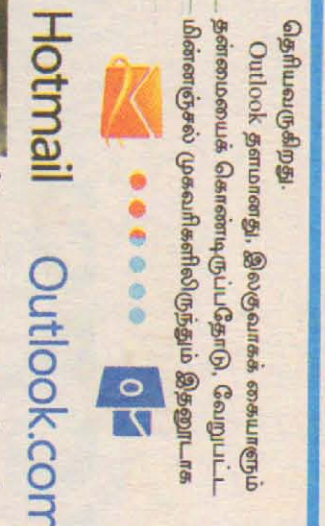 தெரியவருகிறது.
Outlook தளமானது, இலகுவாகக் கையாளும்
தன்மையைக் கொண்டிருப்பதோடு, வேறுபட்ட
மின்னஞ்சல் முகவரிகளிலிருந்தும் இதனூடாக
Hotmail Outlook.com